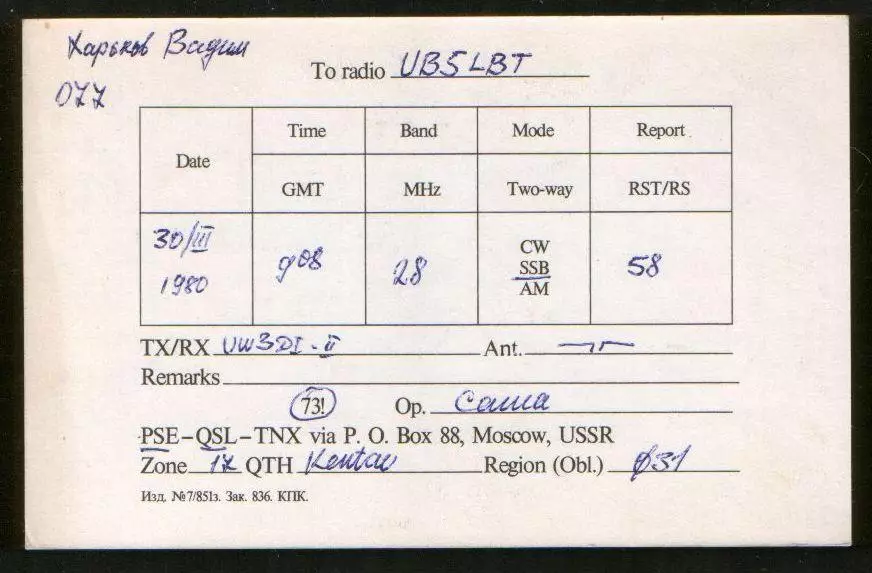 Харьков Вадим
077
To radio UB5LBT
Date Time Band Mode Report
GMT MHz Two-way RST/RS
30/III 1980 9 08 28 CW SSB AM 58
TX/RX UW3DI-II Ant.
Remarks
73! Op. Саша
PSE-QSL-TNX via P. O. Box 88, Moscow, USSR
Zone 17 QTH Kentau Region (Obl.) Ø31
Изд. №7/851з. Зак. 836. КПК.